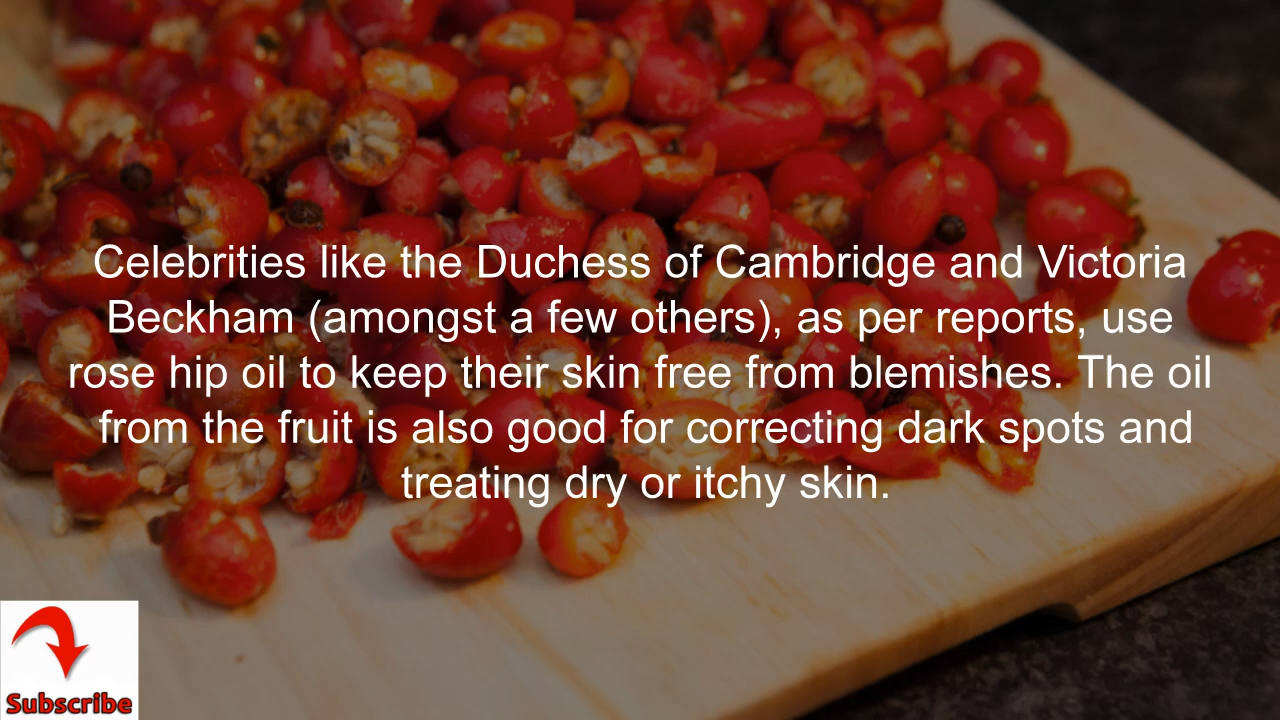 Celebrities like the Duchess of Cambridge and Victoria
Beckham (amongst a few others), as per reports, use
rose hip oil to keep their skin free from blemishes. The oil
from the fruit is also good for correcting dark spots and
treating dry or itchy skin.
Subscribe